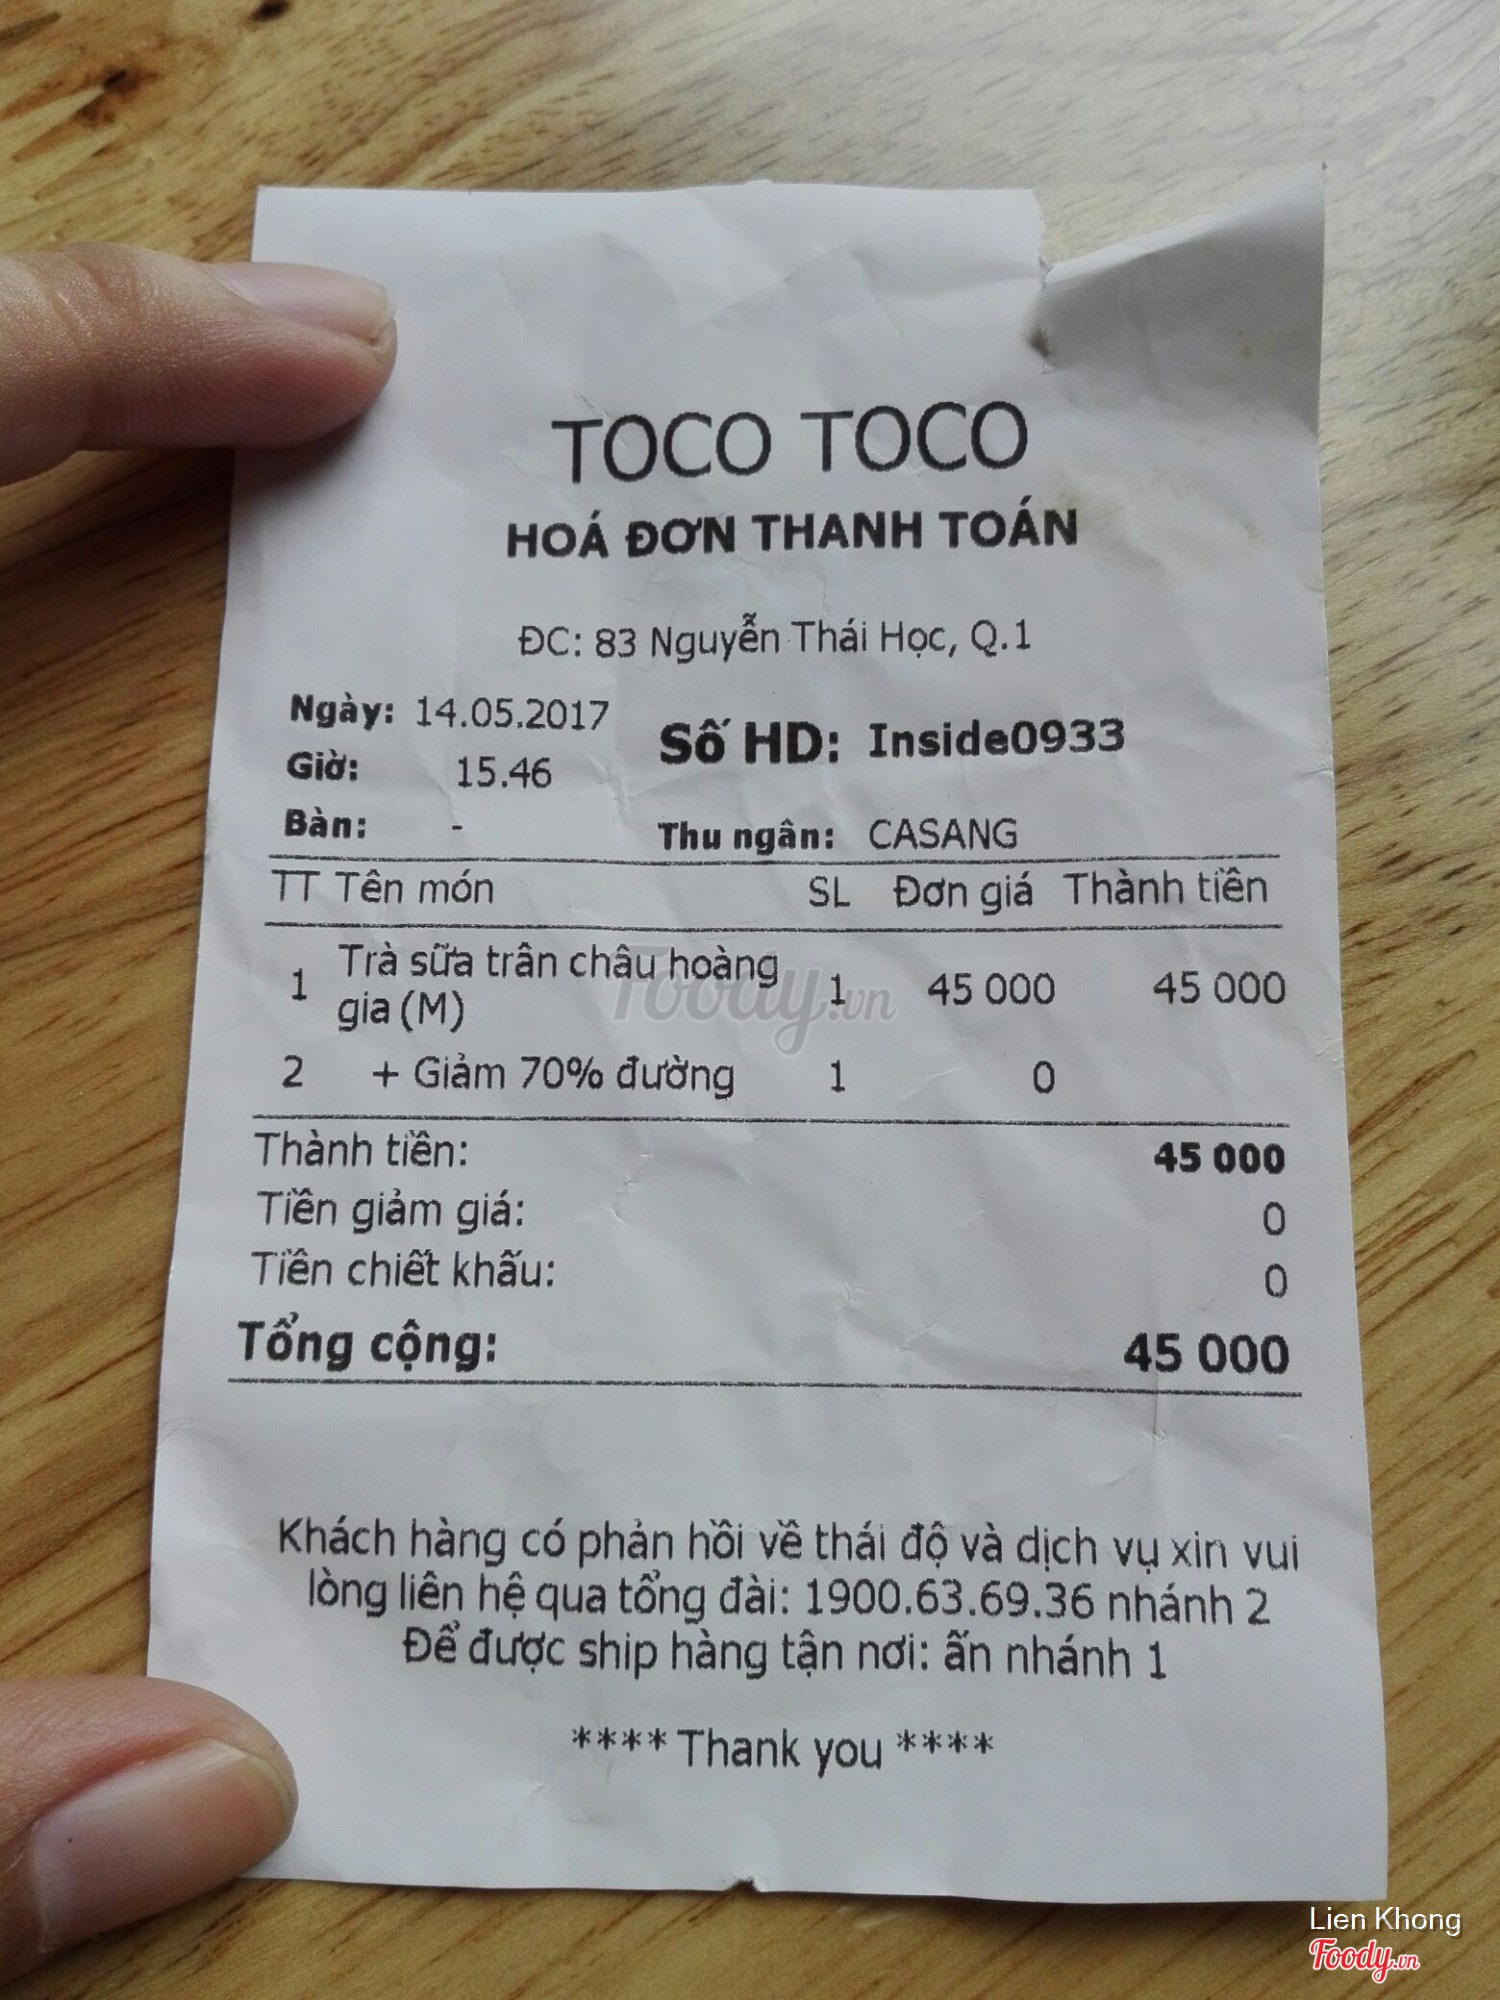 TOCO TOCO
HOÁ ĐƠN THANH TOÁN
ĐC: 83 Nguyễn Thái Học, Q.1
Ngày: 14.05.2017
Số HD: Inside0933
Giờ: 15.46
Bàn: -
Thu ngân: CASANG
TT Tên món SL Đơn giá Thành tiền
1 Trà sữa trân châu hoàng gia (M) 1 45 000 45 000
2 + Giảm 70% đường 1 0
Thành tiền: 45 000
Tiền giảm giá: 0
Tiền chiết khấu: 0
Tổng cộng: 45 000
Khách hàng có phản hồi về thái độ và dịch vụ xin vui
lòng liên hệ qua tổng đài: 1900.63.69.36 nhánh 2
Để được ship hàng tận nơi: ấn nhánh 1
**** Thank you ****
Foody.vn
Lien Khong
Foody.vn